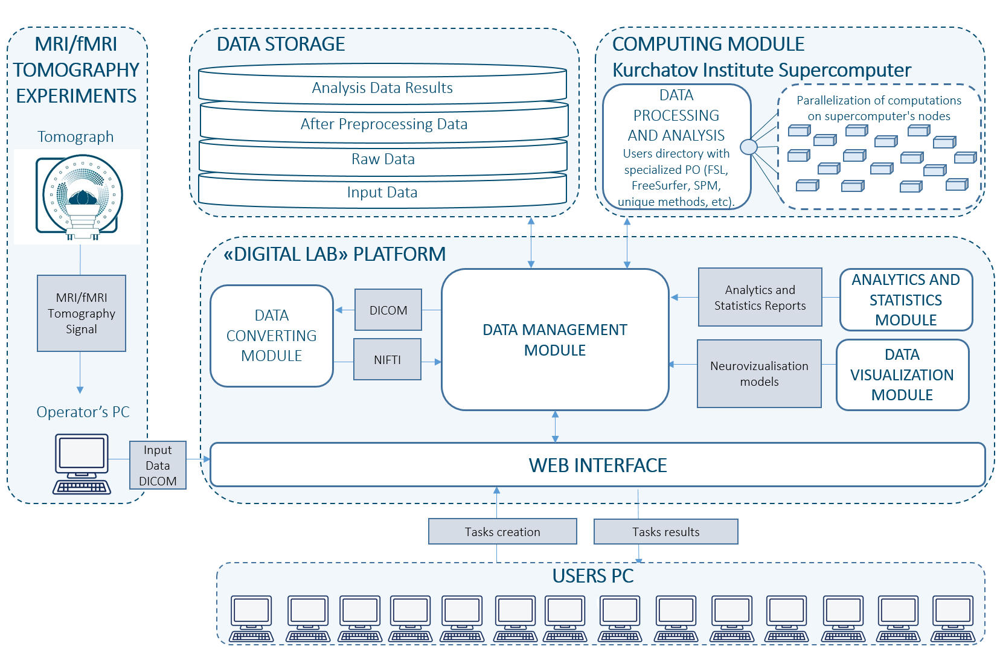 MRI/fMRI
TOMOGRAPHY
EXPERIMENTS
Tomograph
MRI/fMRI
Tomography
Signal
Operator’s PC
Input
Data
DICOM
DATA STORAGE
Analysis Data Results
After Preprocessing Data
Raw Data
Input Data
COMPUTING MODULE
Kurchatov Institute Supercomputer
DATA
PROCESSING
AND ANALYSIS
Users directory with
specialized PO (FSL,
FreeSurfer, SPM,
unique methods, etc).
Parallelization of computations
on supercomputer's nodes
«DIGITAL LAB» PLATFORM
DATA
CONVERTING
MODULE
DICOM
NIFTI
DATA MANAGEMENT
MODULE
Analytics and
Statistics Reports
ANALYTICS AND
STATISTICS
MODULE
Neurovizualisation
models
DATA
VISUALIZATION
MODULE
WEB INTERFACE
Tasks creation
Tasks results
USERS PC